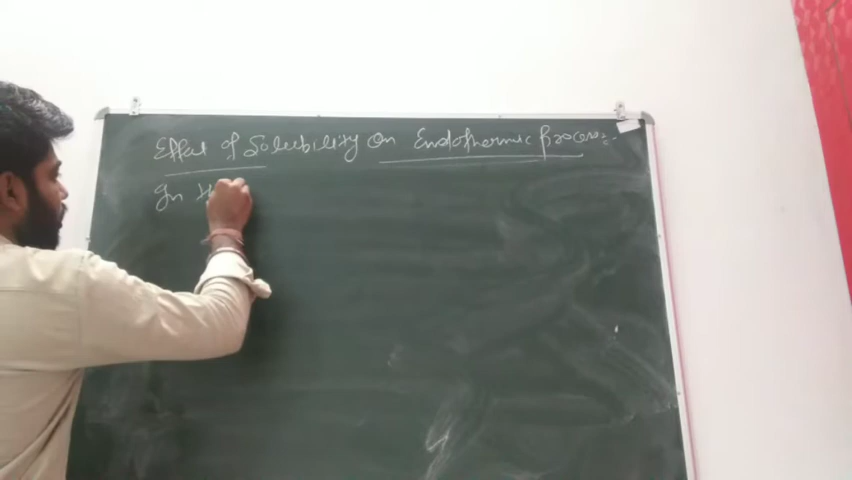 Effect of Solubility On Endothermic Process:
In